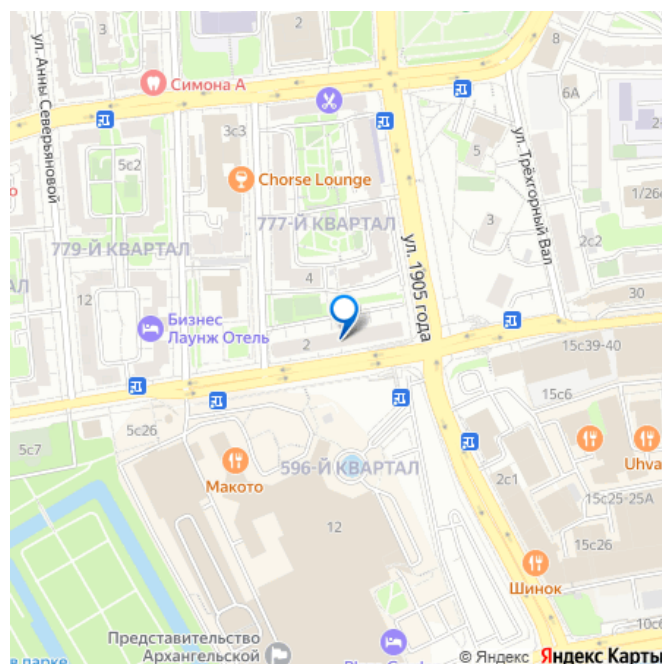 2
8
ул. Анны Северьяновой
Симона А
6А
ул. Трёхгорный Вал
2
3с3
5
5с2
Chorse Lounge
1/26
3
777-Й КВАРТАЛ
779-Й КВАРТАЛ
2с2
ул. 1905 года
4
12
30
Бизнес
Лаунж Отель
2
15с39-40
15с6
5с26
5с7
596-Й КВАРТАЛ
Макото
2с1
Uhva
15с25-25А
12
15с26
Шинок
Представительство
Архангельской
в парке
© Яндекс Яндекс Карты